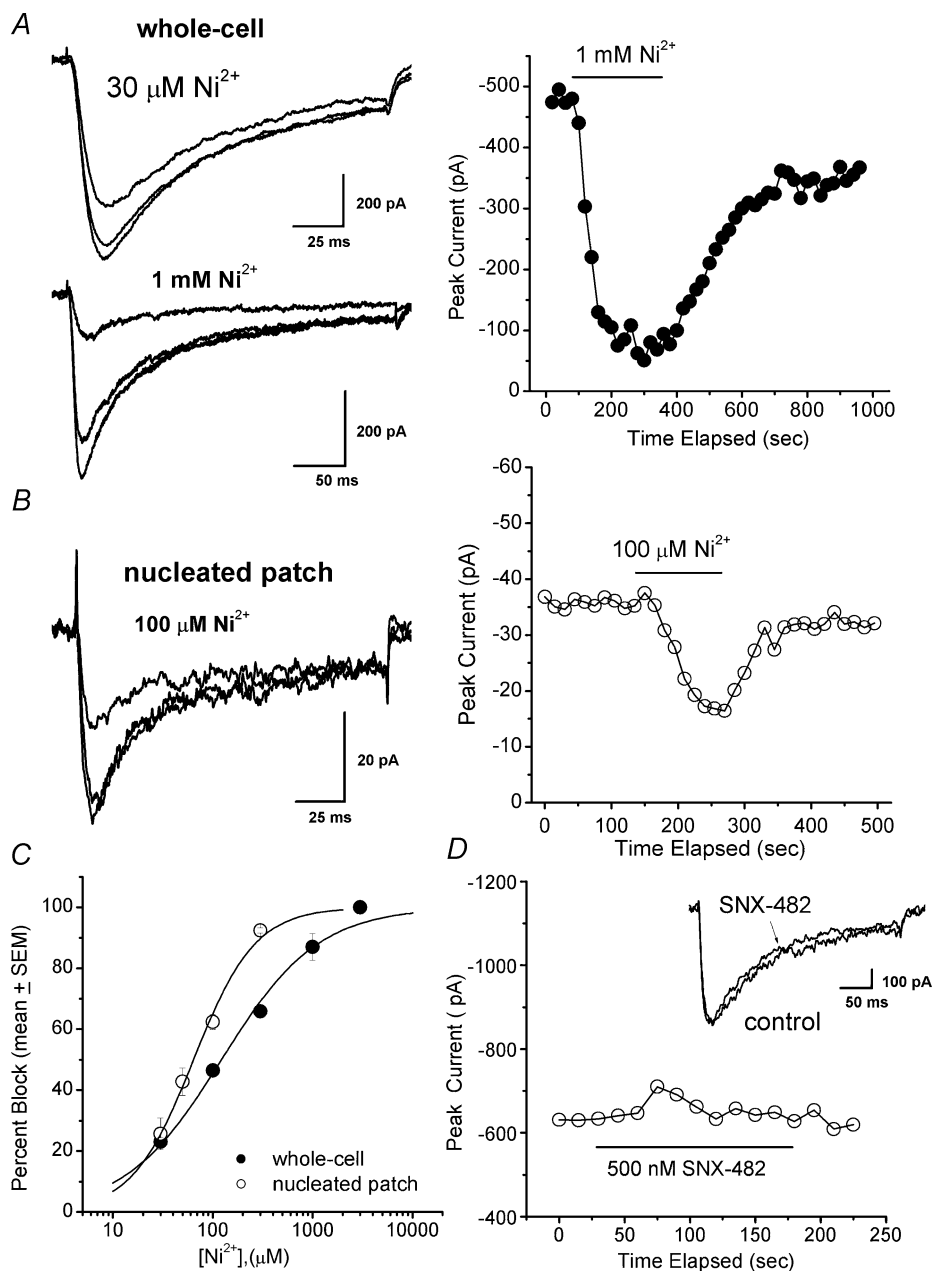 A
whole-cell
30 μM Ni2+
200 pA
25 ms
1 mM Ni2+
200 pA
50 ms
1 mM Ni2+
-500
-400
-300
-200
-100
0
Peak Current (pA)
0 200 400 600 800 1000
Time Elapsed (sec)
B
nucleated patch
100 μM Ni2+
20 pA
25 ms
100 μM Ni2+
-60
-50
-40
-30
-20
-10
0
Peak Current (pA)
0 100 200 300 400 500
Time Elapsed (sec)
C
100
80
60
40
20
0
Percent Block (mean ± SEM)
whole-cell
nucleated patch
10 100 1000 10000
[Ni2+],(μM)
D
-1200
-1000
-800
-600
-400
Peak Current ( pA)
SNX-482
100 pA
50 ms
control
500 nM SNX-482
0 50 100 150 200 250
Time Elapsed (sec)